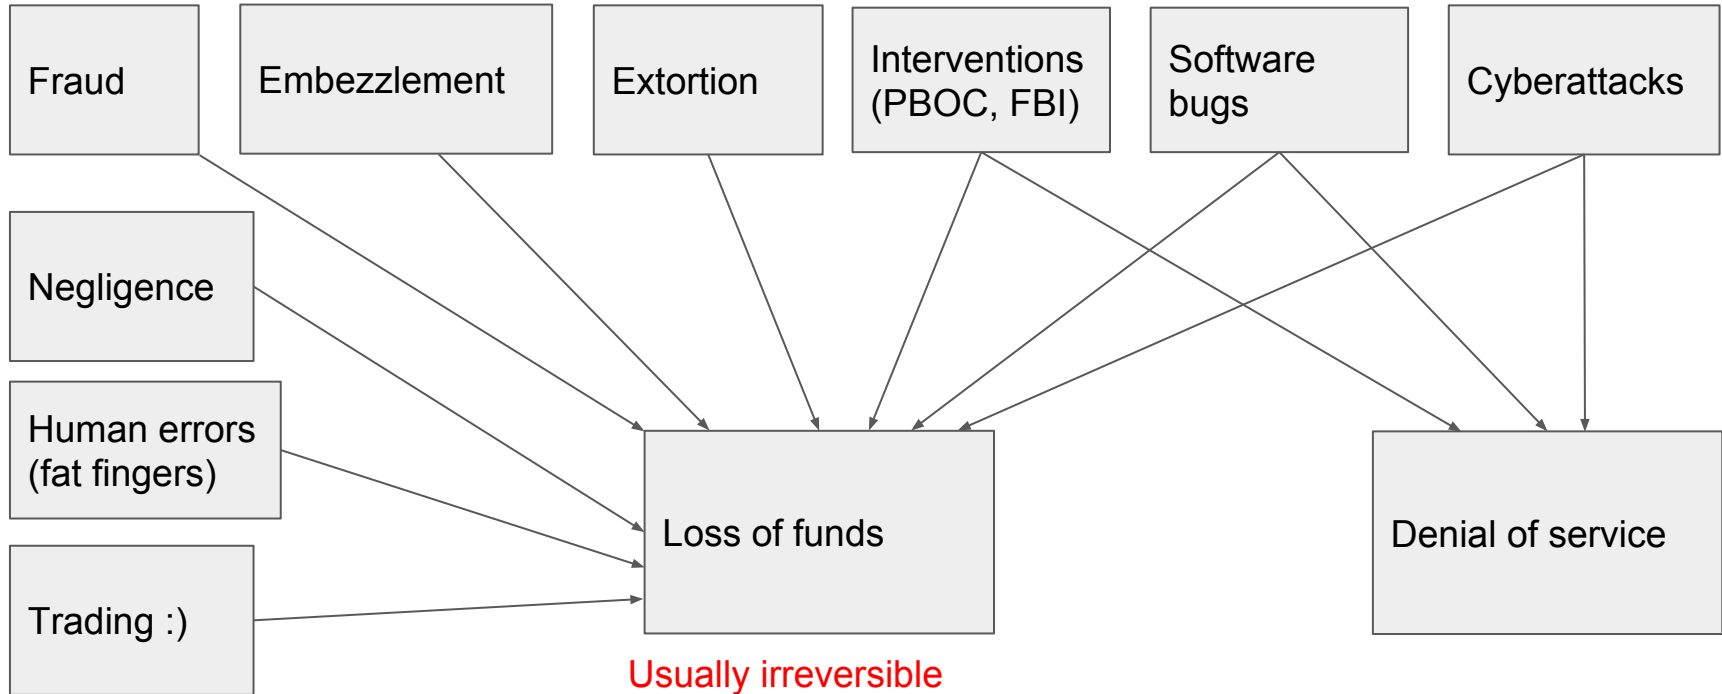 Fraud
Embezzlement
Extortion
Interventions
(PBOC, FBI)
Software
bugs
Cyberattacks
Negligence
Human errors
(fat fingers)
Trading :)
Loss of funds
Denial of service
Usually irreversible